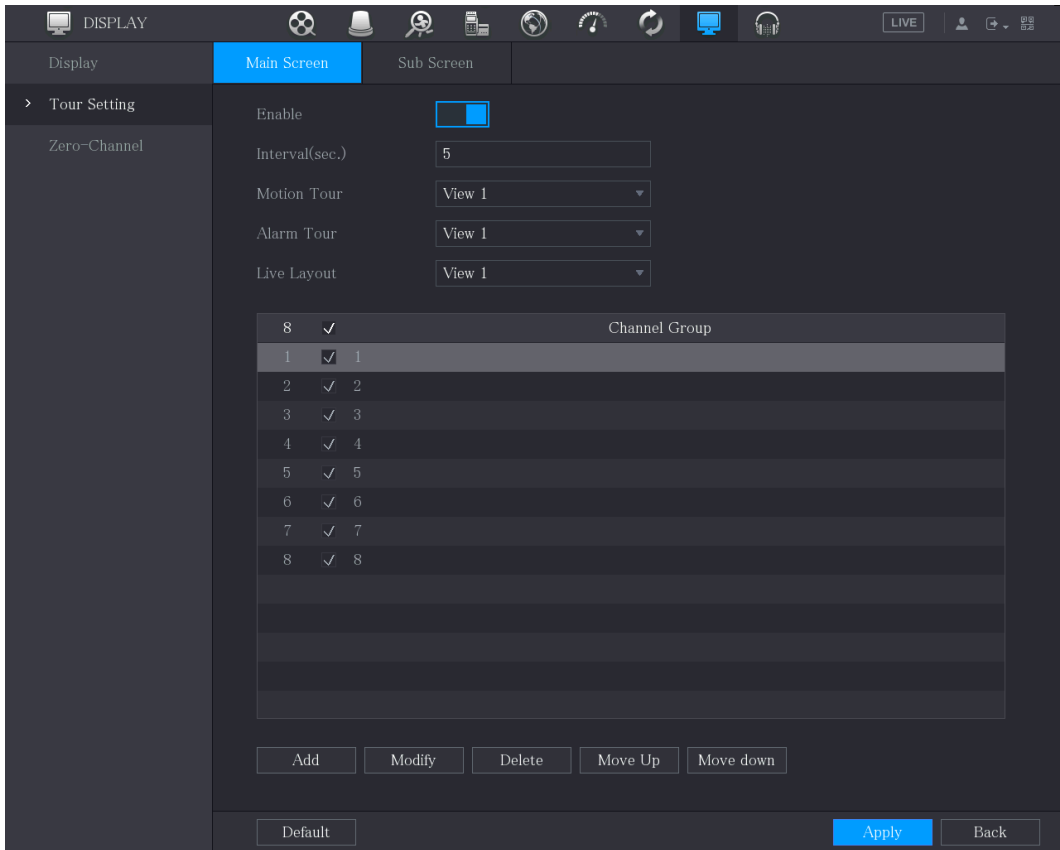 DISPLAY
LIVE
Display
Main Screen Sub Screen
Tour Setting
Zero-Channel
Enable
Interval(sec.) 5
Motion Tour View 1
Alarm Tour View 1
Live Layout View 1
8 Channel Group
1 1
2 2
3 3
4 4
5 5
6 6
7 7
8 8
Add Modify Delete Move Up Move down
Default Apply Back